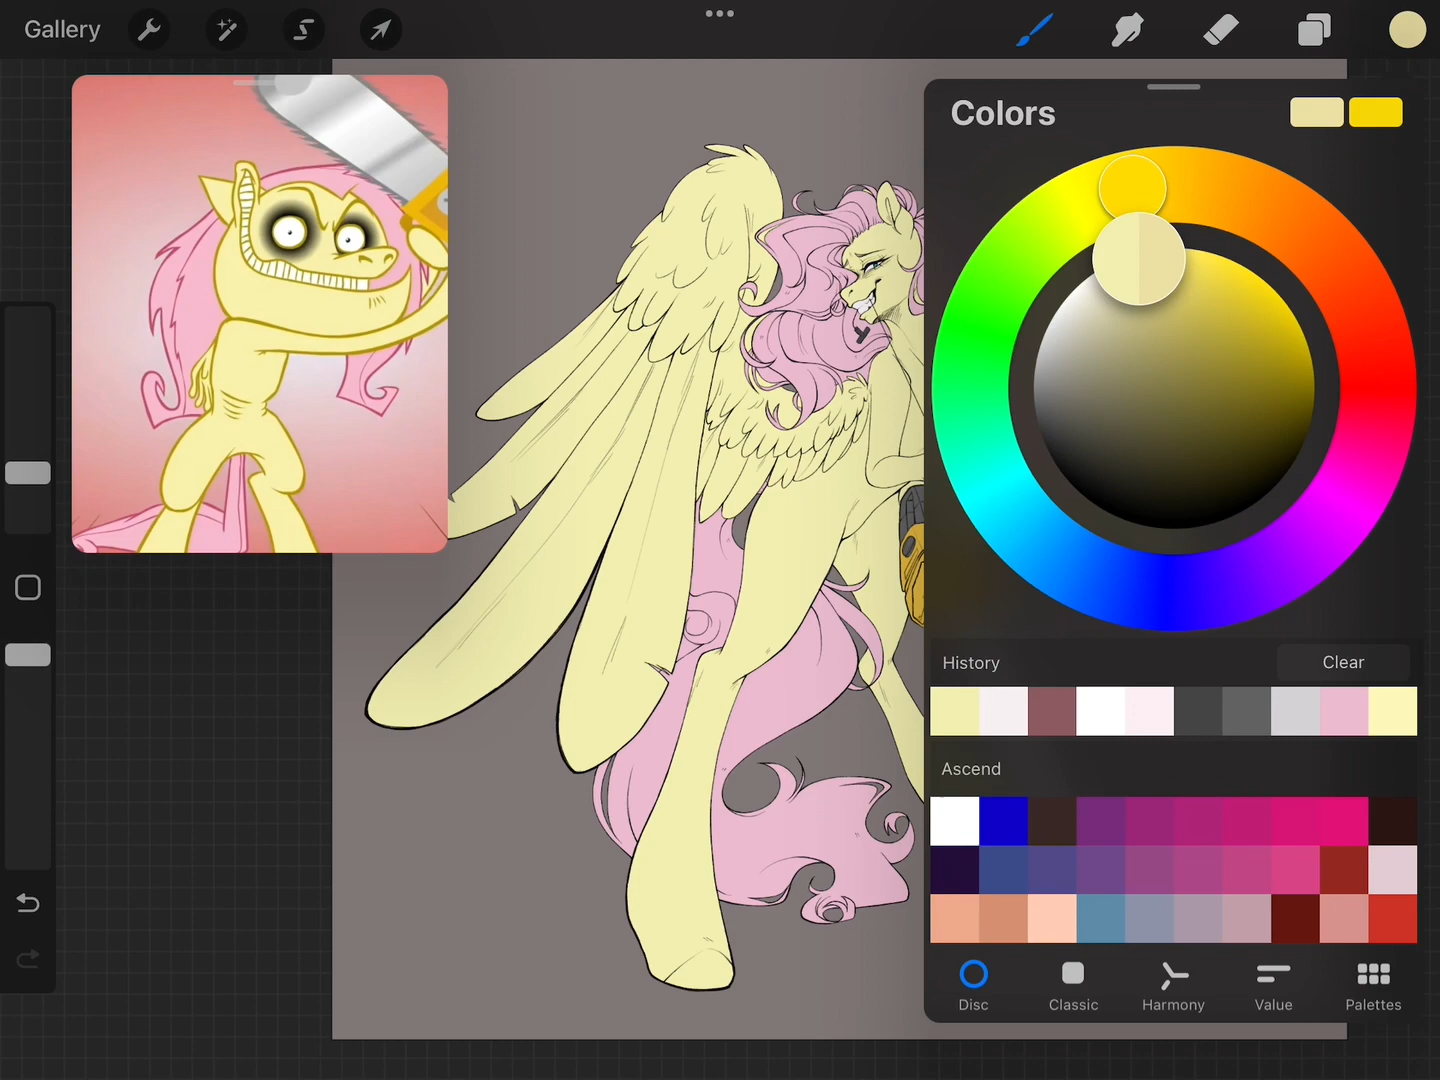 Gallery
Colors
History
Clear
Ascend
Disc
Classic
Harmony
Value
Palettes